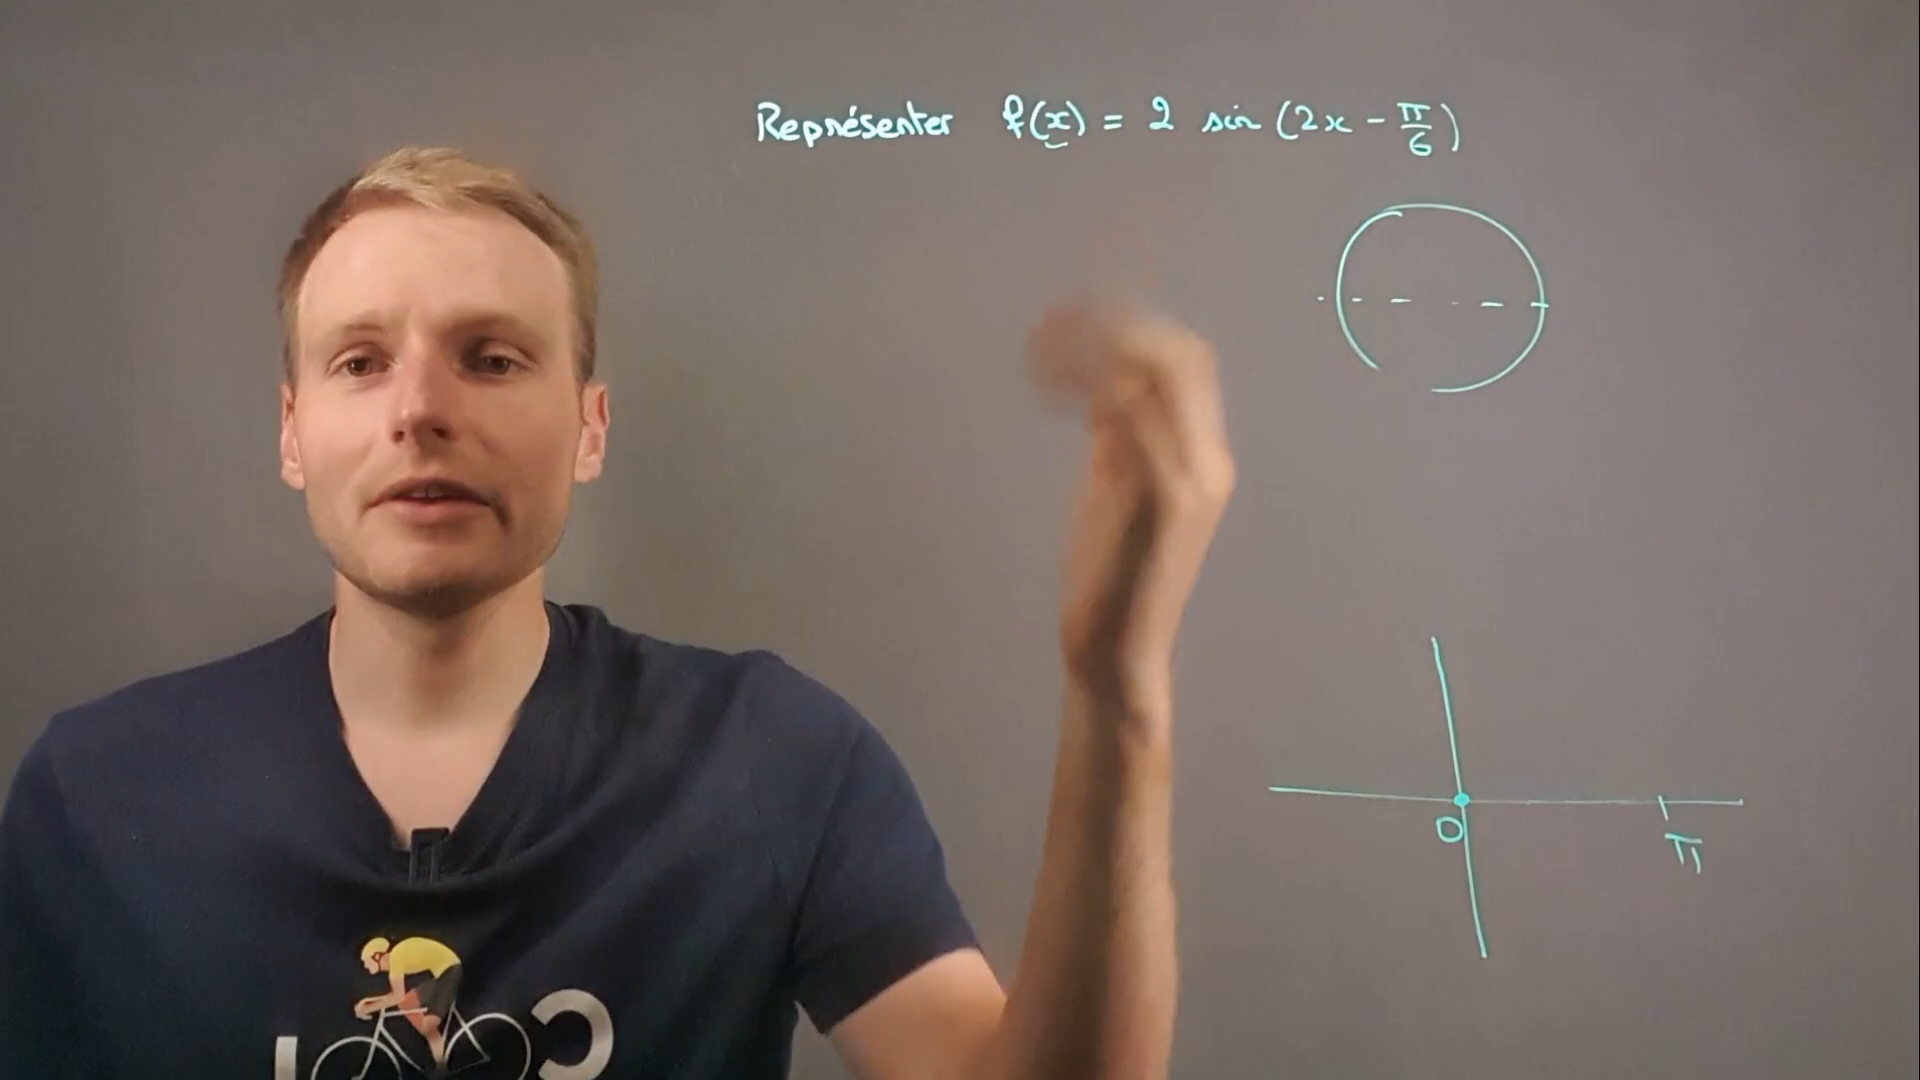 Représenter f(x) = 2 sin (2x - π/6)
0
π